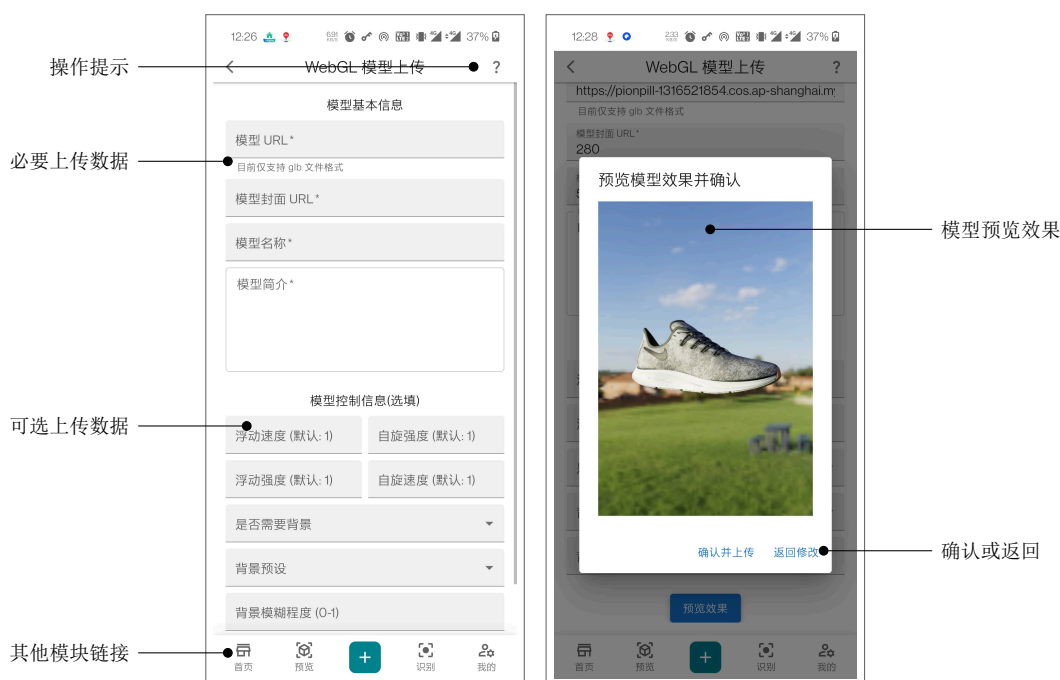 12:26
691
KB/S
37%
操作提示
WebGL 模型上传
?
模型基本信息
模型 URL*
必要上传数据
目前仅支持 glb 文件格式
模型封面 URL*
模型名称*
模型简介*
模型控制信息(选填)
可选上传数据
浮动速度 (默认: 1)
自旋强度 (默认: 1)
浮动强度 (默认: 1)
自旋速度 (默认: 1)
是否需要背景
背景预设
背景模糊程度 (0-1)
其他模块链接
首页
预览
+
识别
我的
12:28
233
KB/S
37%
WebGL 模型上传
?
https://pionpill-1316521854.cos.ap-shanghai.my
目前仅支持 glb 文件格式
模型封面 URL*
280
预览模型效果并确认
模型预览效果
确认并上传
返回修改
确认或返回
预览效果
首页
预览
+
识别
我的